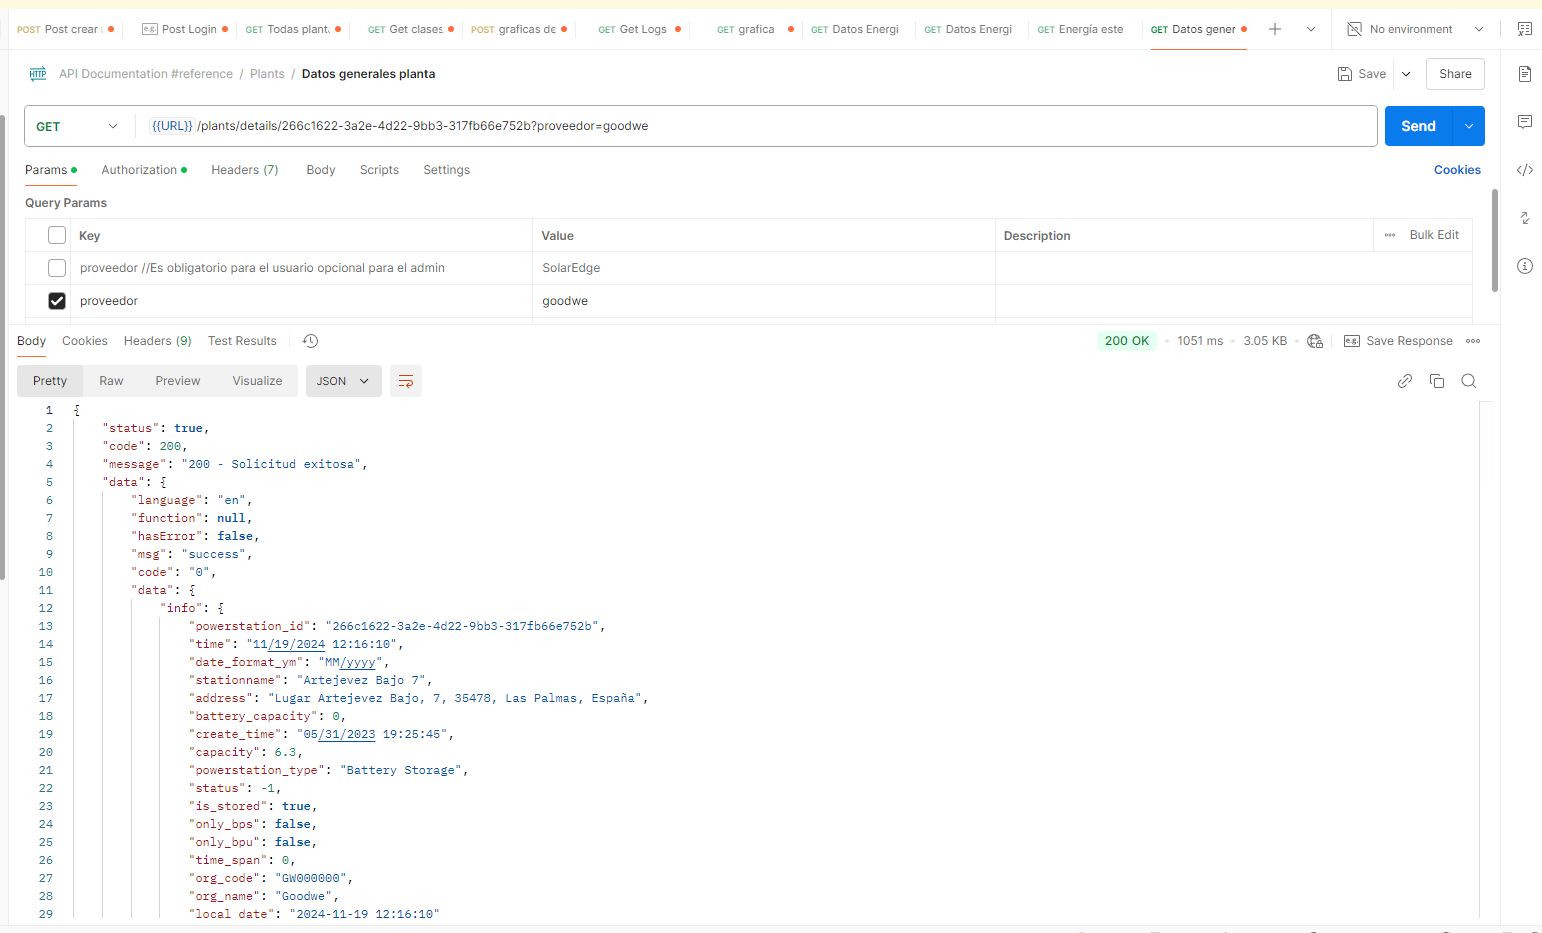 POST Post crear GET Post Login GET Todas plant. GET Get clases POST graficas de GET Get Logs GET grafica GET Datos Energi GET Datos Energi GET Energía este GET Datos gener No environment
HTTP API Documentation #reference / Plants / Datos generales planta Save Share
GET {{URL}} /plants/details/266c1622-3a2e-4d22-9bb3-317fb66e752b?proveedor=goodwe Send
Params Authorization Headers (7) Body Scripts Settings Cookies
Query Params
Key Value Description Bulk Edit
proveedor //Es obligatorio para el usuario opcional para el admin SolarEdge
proveedor goodwe
Body Cookies Headers (9) Test Results 200 OK 1051 ms 3.05 KB e.g. Save Response
Pretty Raw Preview Visualize JSON
1 {
2 "status": true,
3 "code": 200,
4 "message": "200 - Solicitud exitosa",
5 "data": {
6 "language": "en",
7 "function": null,
8 "hasError": false,
9 "msg": "success",
10 "code": "0",
11 "data": {
12 "info": {
13 "powerstation_id": "266c1622-3a2e-4d22-9bb3-317fb66e752b",
14 "time": "11/19/2024 12:16:10",
15 "date_format_ym": "MM/yyyy",
16 "stationname": "Artejevez Bajo 7",
17 "address": "Lugar Artejevez Bajo, 7, 35478, Las Palmas, España",
18 "battery_capacity": 0,
19 "create_time": "05/31/2023 19:25:45",
20 "capacity": 6.3,
21 "powerstation_type": "Battery Storage",
22 "status": -1,
23 "is_stored": true,
24 "only_bps": false,
25 "only_bpu": false,
26 "time_span": 0,
27 "org_code": "GW000000",
28 "org_name": "Goodwe",
29 "local_date": "2024-11-19 12:16:10"